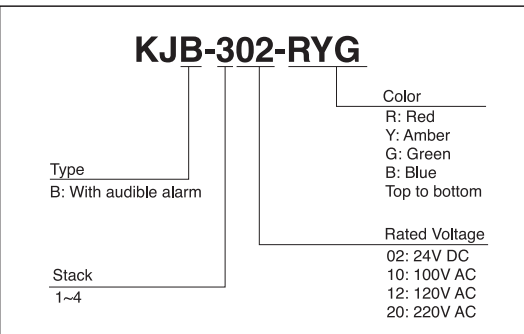 KJB-302-RYG
Color
R: Red
Y: Amber
G: Green
B: Blue
Top to bottom
Type
B: With audible alarm
Rated Voltage
02: 24V DC
10: 100V AC
12: 120V AC
20: 220V AC
Stack
1~4